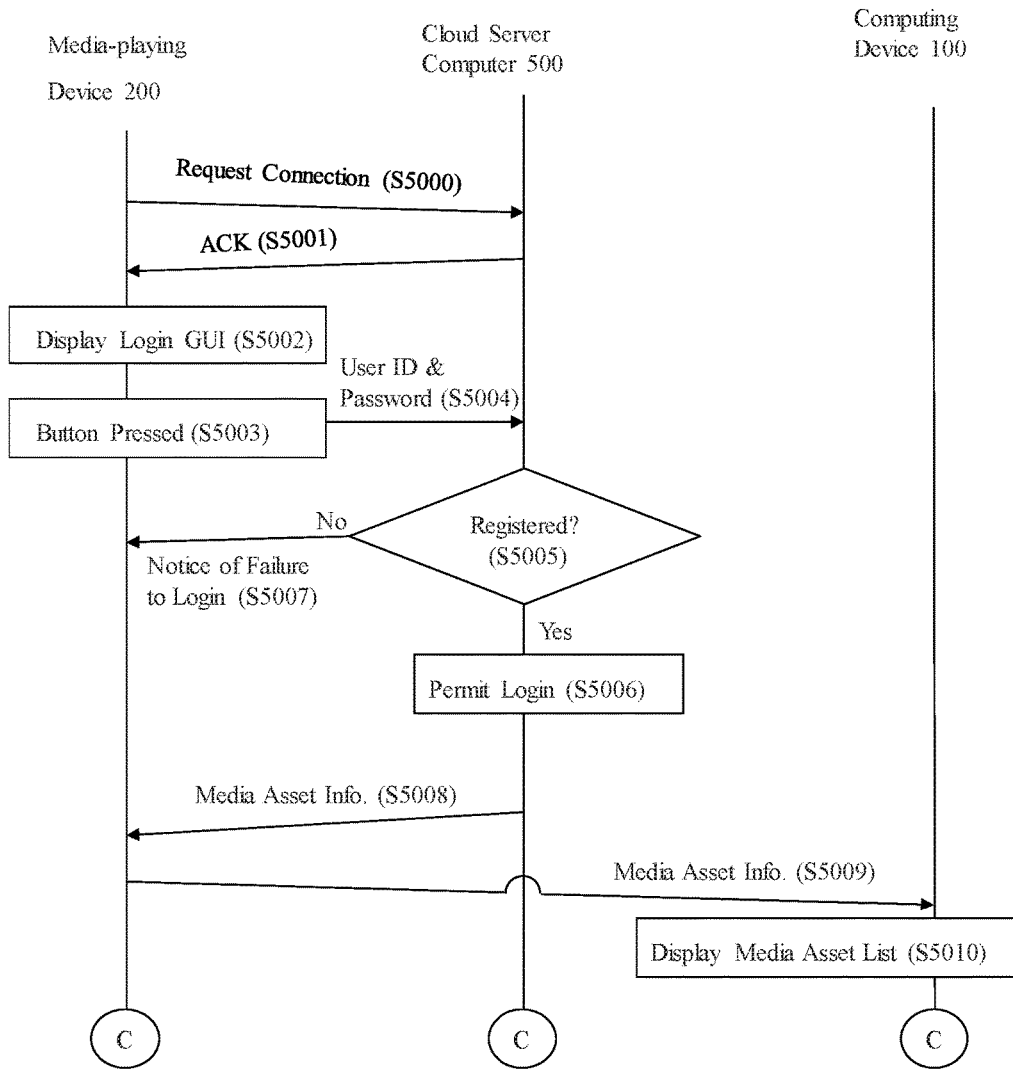 Media-playing
Device 200
Cloud Server
Computer 500
Computing
Device 100
Request Connection (S5000)
ACK (S5001)
Display Login GUI (S5002)
User ID &
Password (S5004)
Button Pressed (S5003)
Registered?
(S5005)
No
Notice of Failure
to Login (S5007)
Yes
Permit Login (S5006)
Media Asset Info. (S5008)
Media Asset Info. (S5009)
Display Media Asset List (S5010)
C
C
C